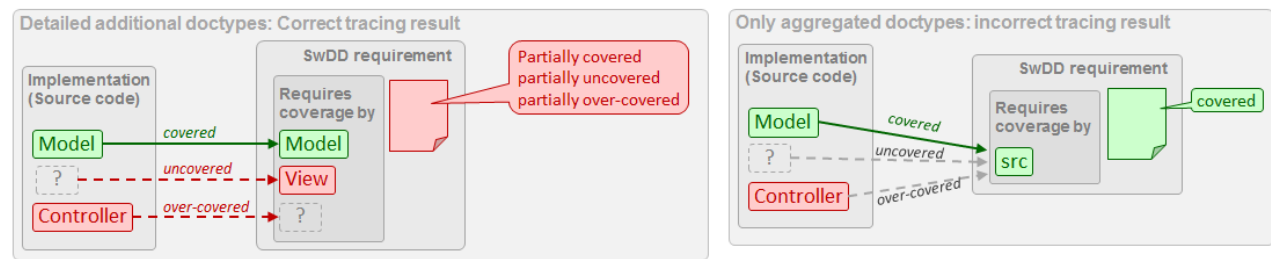 Detailed additional doctypes: Correct tracing result
SwDD requirement
Implementation
(Source code)
Requires
coverage by
Partially covered
partially uncovered
partially over-covered
Model
covered
Model
?
uncovered
View
Controller
over-covered
?
Only aggregated doctypes: incorrect tracing result
Implementation
(Source code)
SwDD requirement
Requires
coverage by
covered
Model
covered
?
uncovered
src
Controller
over-covered